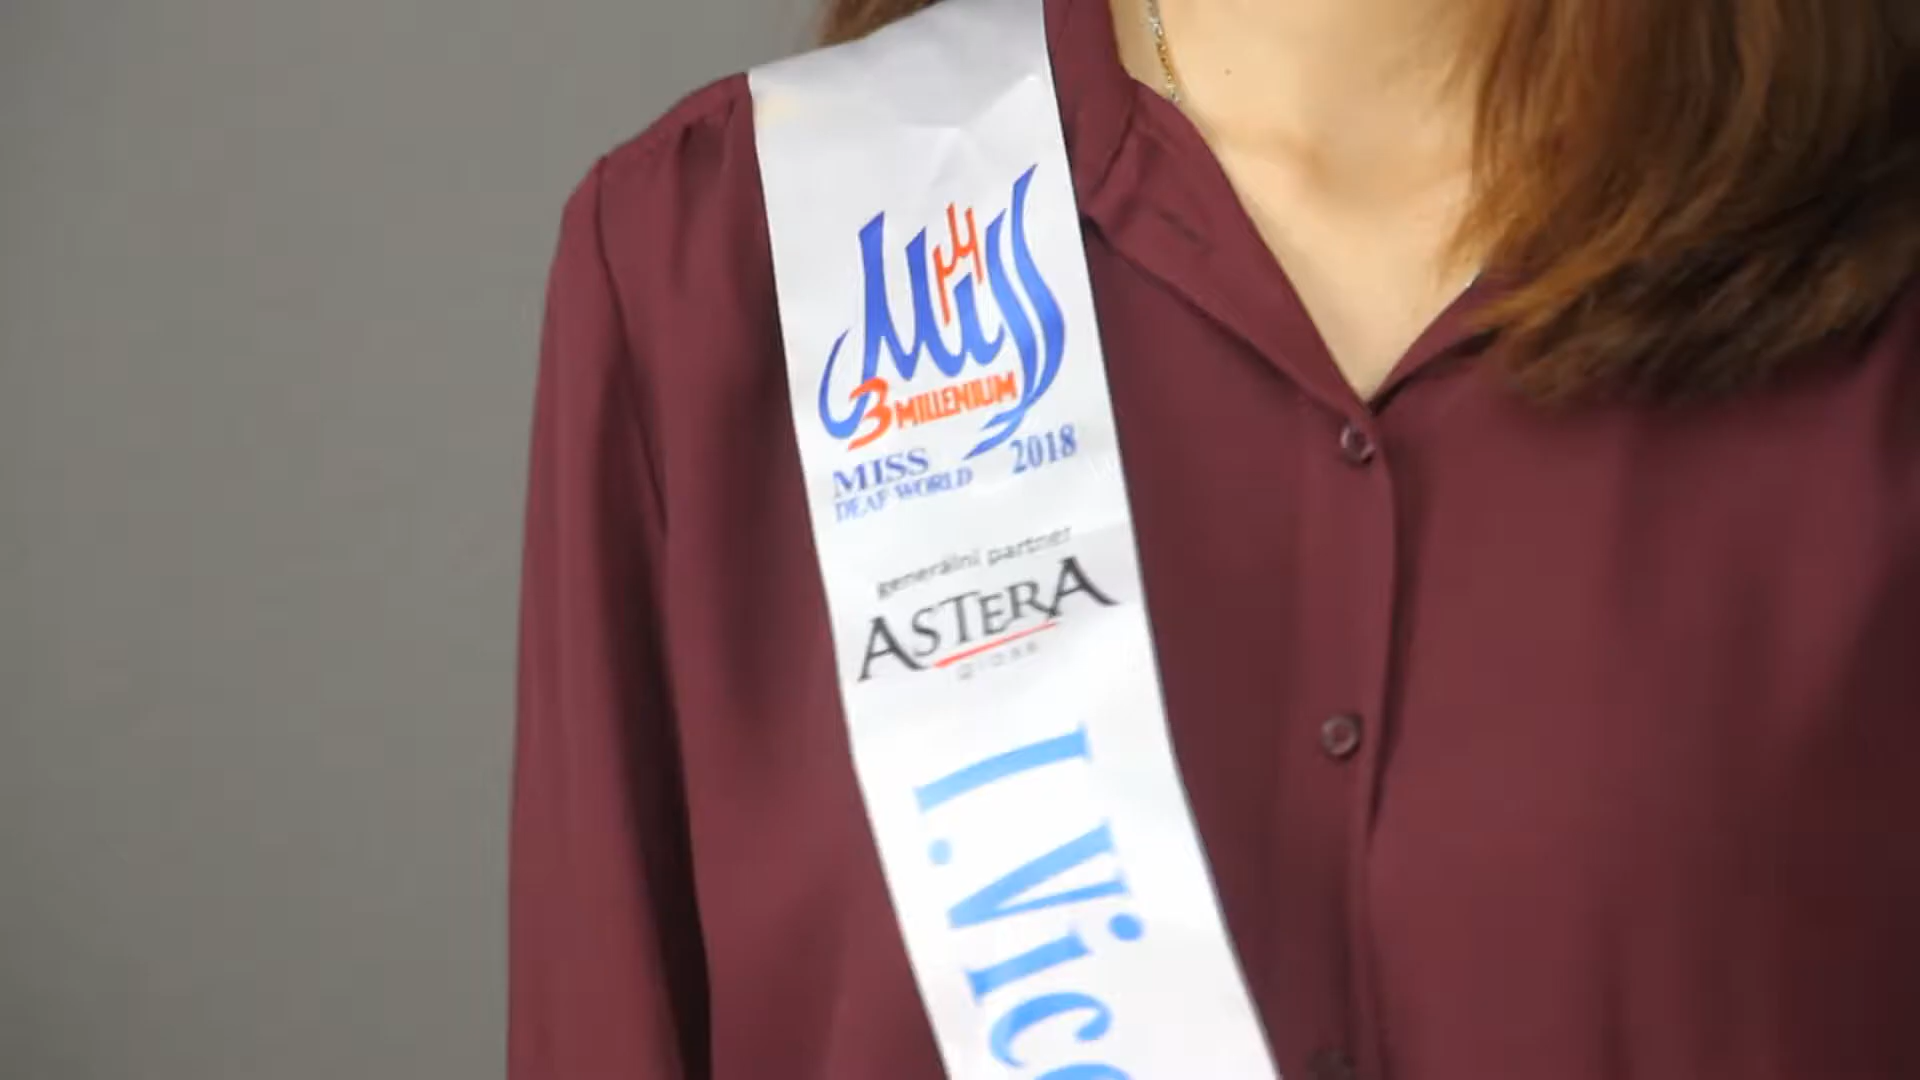 Miss
3 MILLENIUM
MISS 2018
DEAF WORLD
generální partner
ASTERA
I.Vice